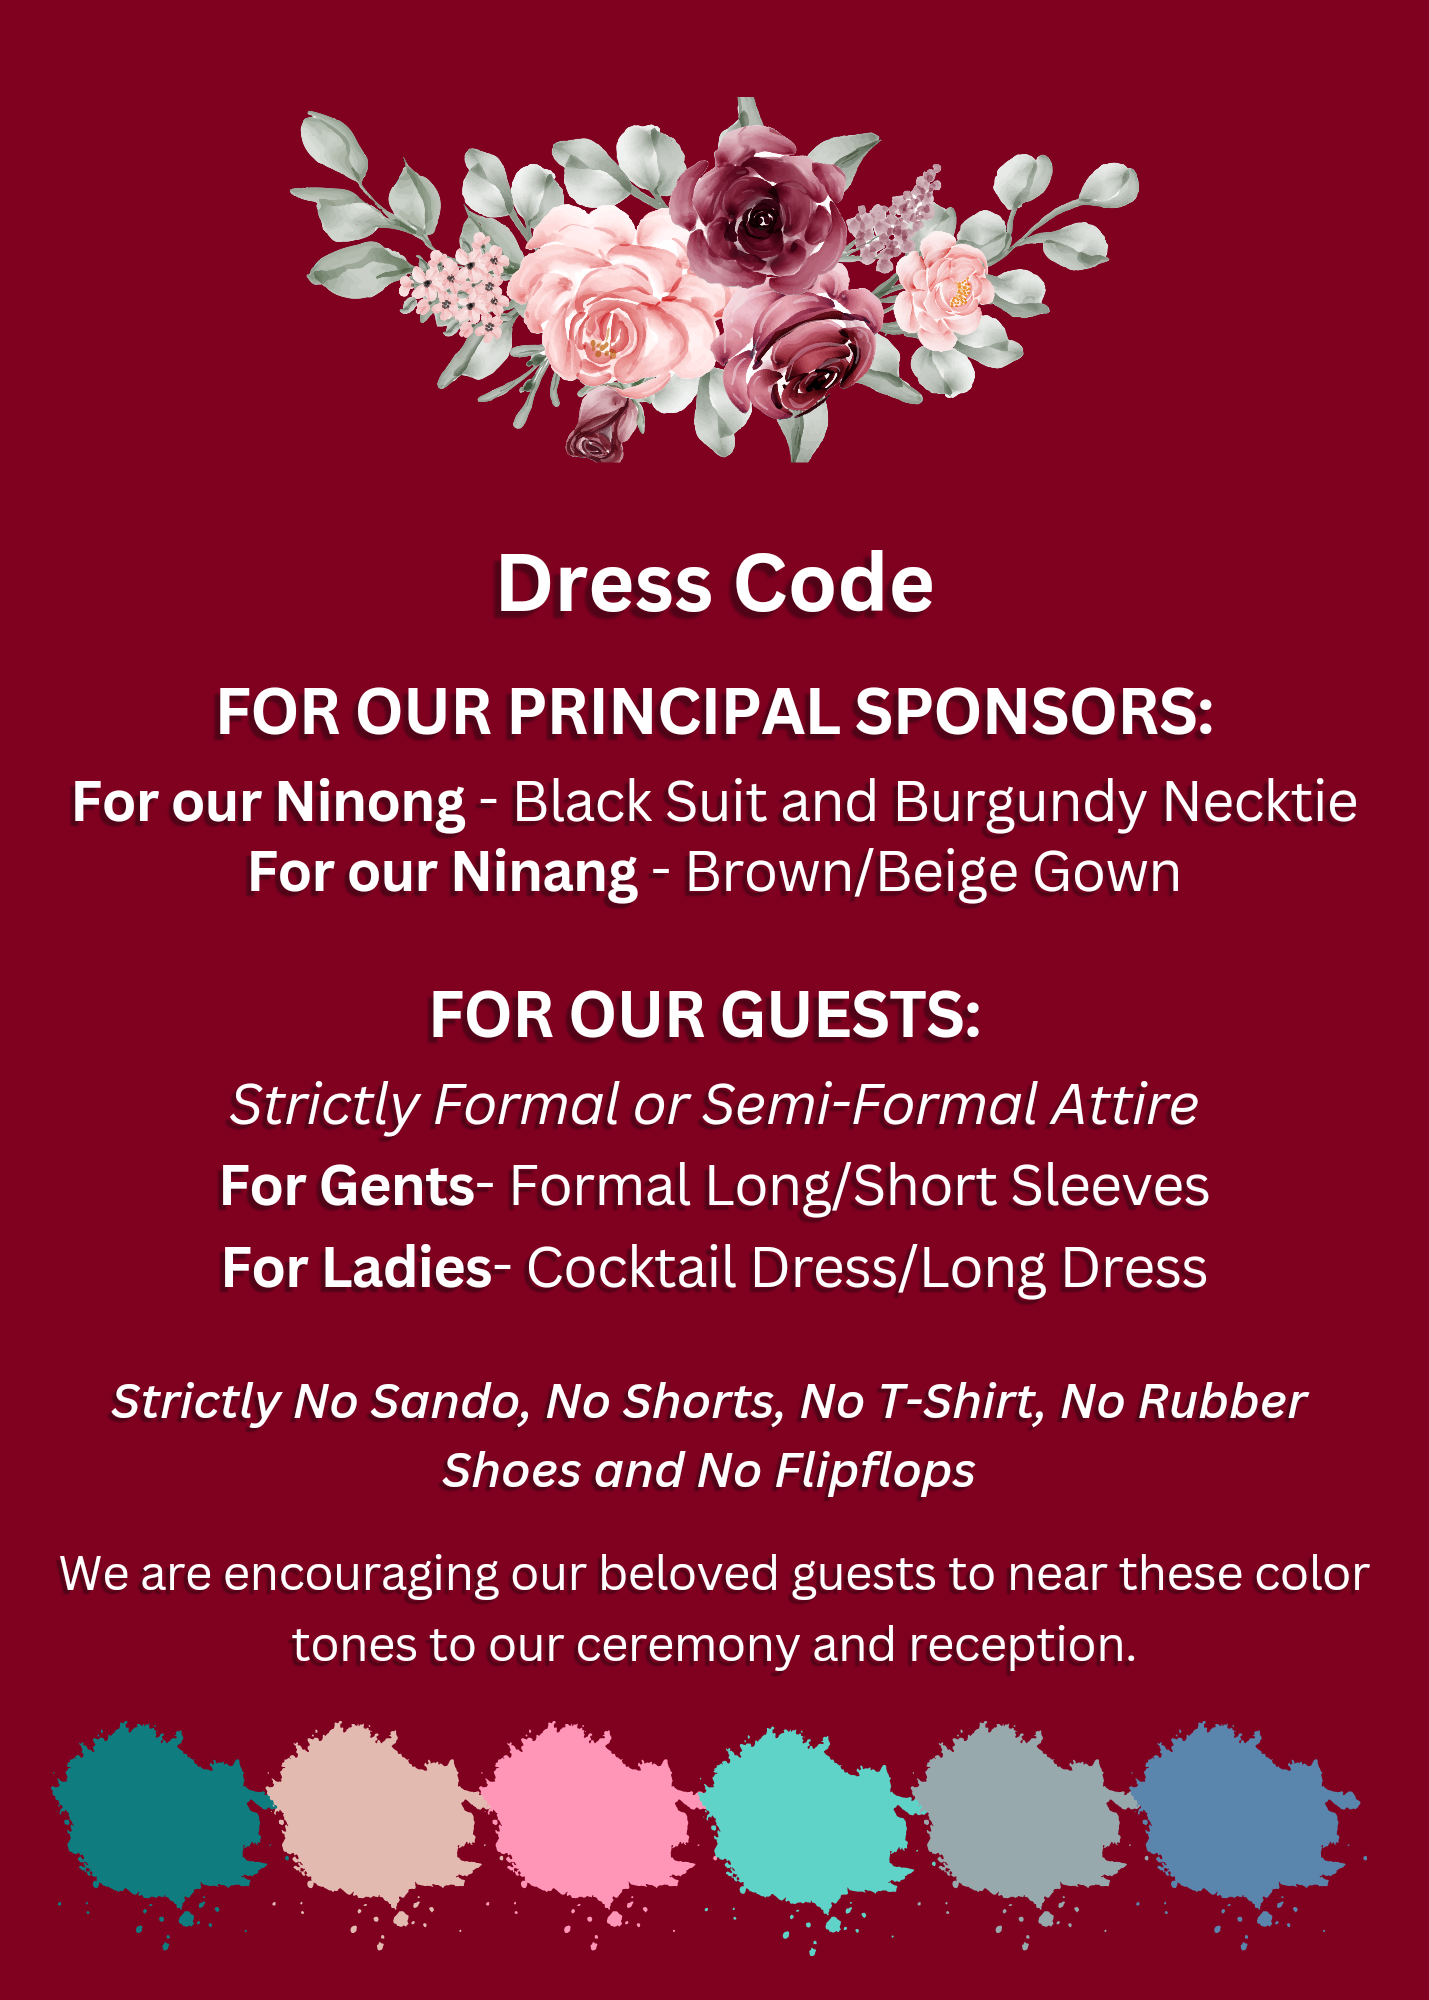 Dress Code
FOR OUR PRINCIPAL SPONSORS:
For our Ninong - Black Suit and Burgundy Necktie
For our Ninang - Brown/Beige Gown
FOR OUR GUESTS:
Strictly Formal or Semi-Formal Attire
For Gents- Formal Long/Short Sleeves
For Ladies- Cocktail Dress/Long Dress
Strictly No Sando, No Shorts, No T-Shirt, No Rubber
Shoes and No Flipflops
We are encouraging our beloved guests to near these color
tones to our ceremony and reception.